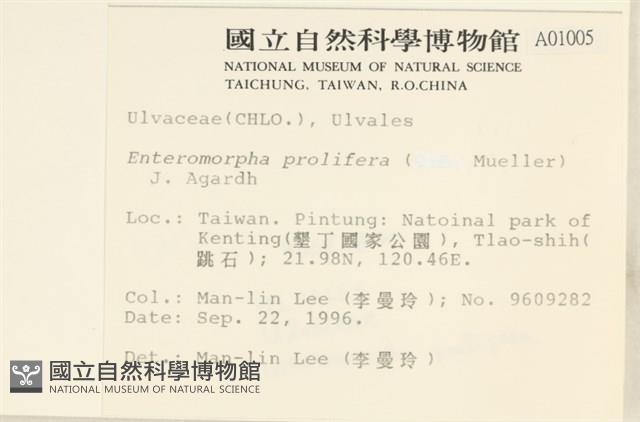 國立自然科學博物館 A01005
NATIONAL MUSEUM OF NATURAL SCIENCE
TAICHUNG, TAIWAN, R.O.CHINA
Ulvaceae(CHLO.), Ulvales
Enteromorpha prolifera ( Mueller)
J. Agardh
Loc.: Taiwan. Pintung: Natoinal park of
Kenting(墾丁國家公園), Tlao-shih(
跳石); 21.98N, 120.46E.
Col.: Man-lin Lee (李曼玲); No. 9609282
Date: Sep. 22, 1996.
Det.: Man-lin Lee (李曼玲)
國立自然科學博物館
NATIONAL MUSEUM OF NATURAL SCIENCE